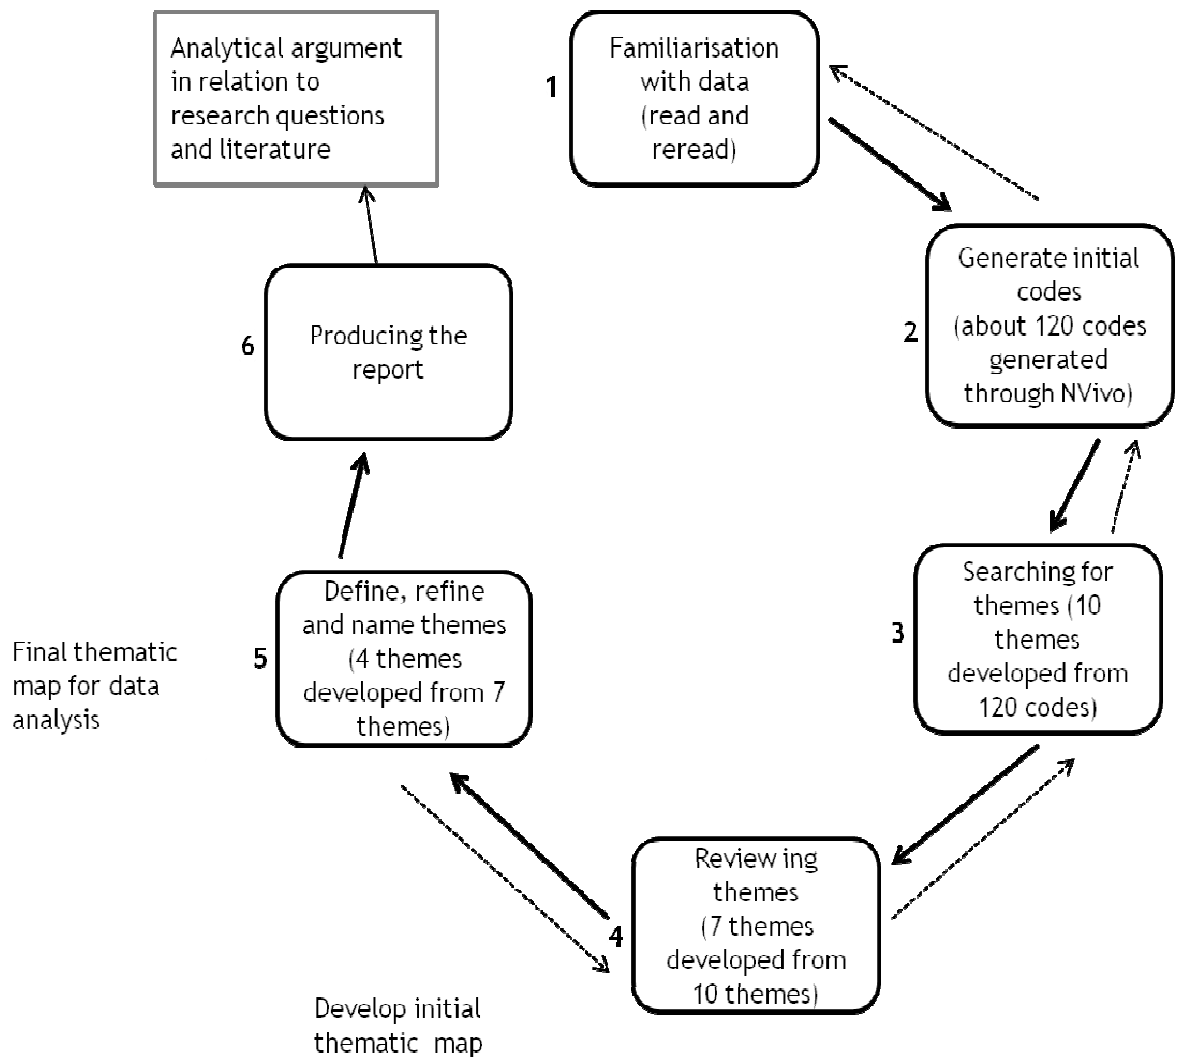 Analytical argument
in relation to
research questions
and literature
1
Familiarisation
with data
(read and
reread)
2
Generate initial
codes
(about 120 codes
generated
through NVivo)
3
Searching for
themes (10
themes
developed from
120 codes)
4
Review ing
themes
(7 themes
developed from
10 themes)
Develop initial
thematic map
5
Define, refine
and name themes
(4 themes
developed from 7
themes)
Final thematic
map for data
analysis
6
Producing the
report